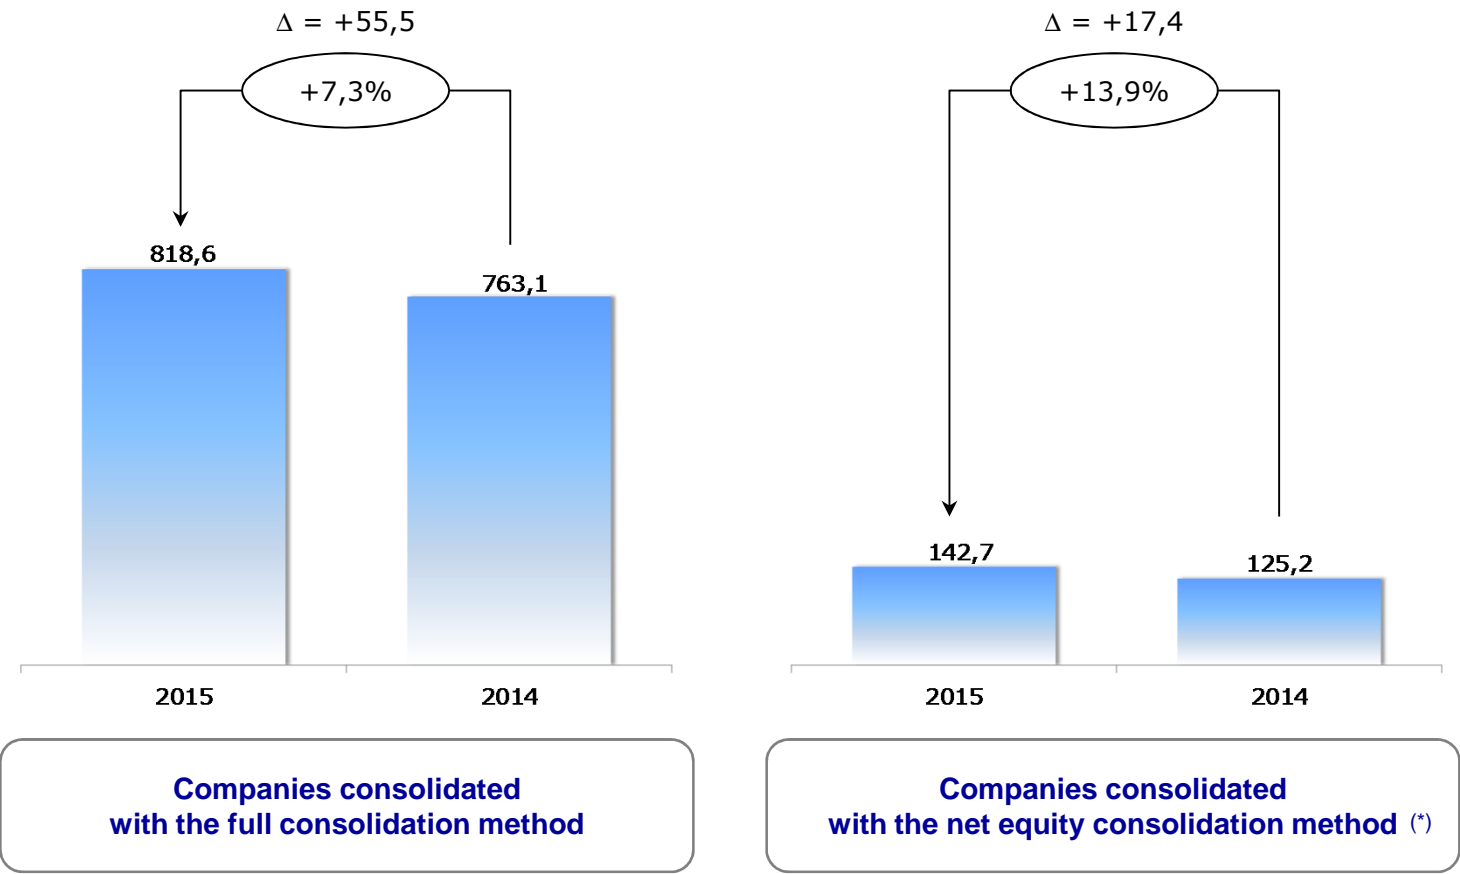 Δ = +55,5
+7,3%
818,6
763,1
2015
2014
Companies consolidated
with the full consolidation method
Δ = +17,4
+13,9%
142,7
125,2
2015
2014
Companies consolidated
with the net equity consolidation method (*)